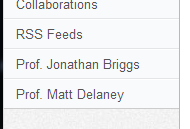 Collaborations
RSS Feeds
Prof. Jonathan Briggs
Prof. Matt Delaney